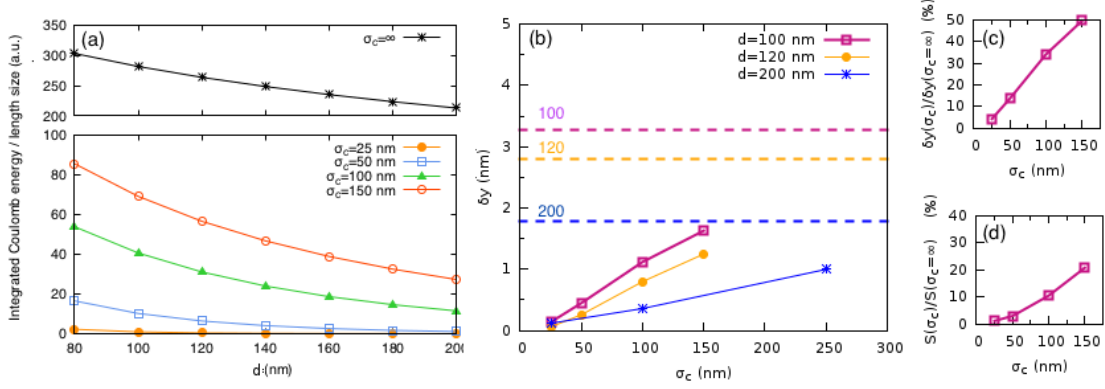 Integrated Coulomb energy / length size (a.u.)
350
300
250
200
(a)
σc=∞
100
80
60
40
20
0
σc=25 nm
σc=50 nm
σc=100 nm
σc=150 nm
80 100 120 140 160 180 200
d (nm)
δy (nm)
5
4
3
2
1
0
(b)
d=100 nm
d=120 nm
d=200 nm
100
120
200
0 50 100 150 200 250 300
σc (nm)
δy(σc)/δy(σc=∞) (%)
50
40
30
20
10
0
(c)
0 50 100 150
σc (nm)
S(σc)/S(σc=∞) (%)
40
30
20
10
0
(d)
0 50 100 150
σc (nm)